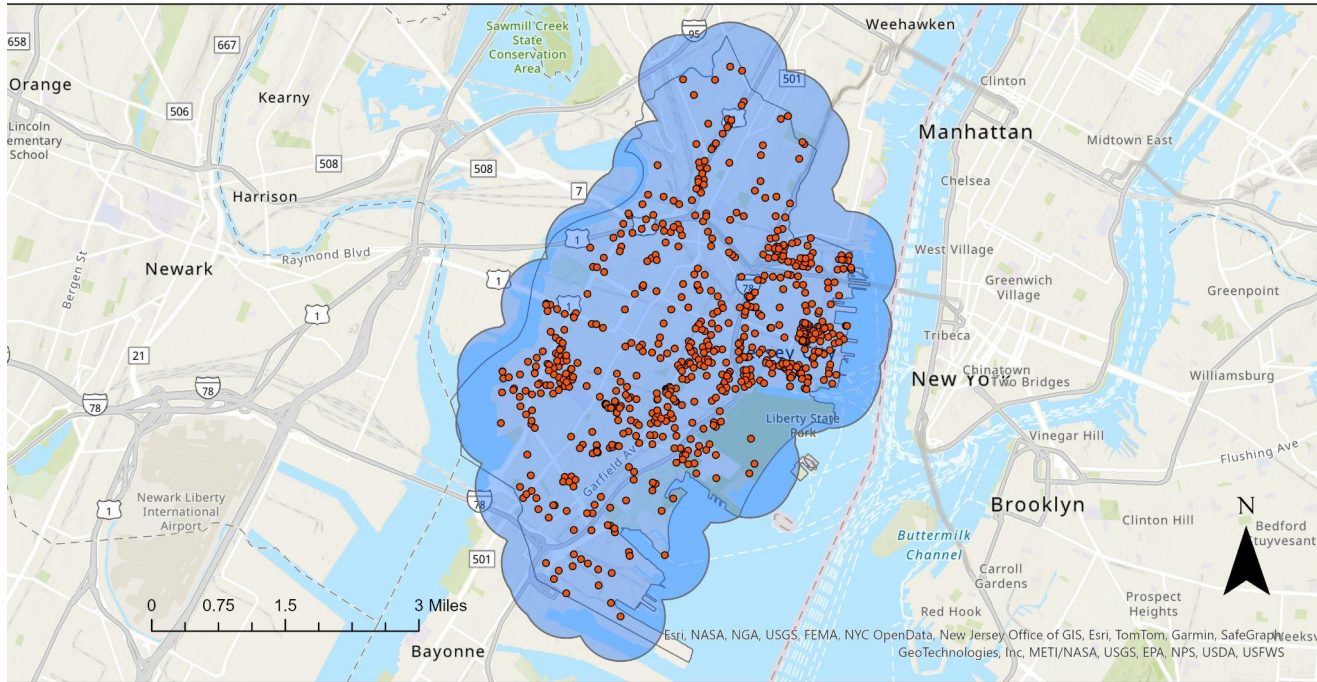 Weehawken
95
658
667
Sawmill Creek
State
Conservation
Area
501
Clinton
Orange
Kearny
506
Manhattan
Midtown East
Lincoln
ementary
School
508
508
7
Chelsea
Harrison
1
West Village
Raymond Blvd
Newark
Bergen St
1
78
Greenwich
Village
Greenpoint
1
1
Tribeca
21
ey
78
78
New Yo
Chinatown
Two Bridges
Williamsburg
Liberty State
Park
Vinegar Hill
Flushing Ave
Garfield Av
Newark Liberty
International
Airport
1
78
Brooklyn
N
Clinton Hill
Bedford
tuyvesant
Buttermilk
Channel
501
Carroll
Gardens
Prospect
Heights
0 0.75 1.5 3 Miles
Red Hook
Bayonne
Esri, NASA, NGA, USGS, FEMA, NYC OpenData, New Jersey Office of GIS, Esri, TomTom, Garmin, SafeGraph,
GeoTechnologies, Inc, METI/NASA, USGS, EPA, NPS, USDA, USFWS